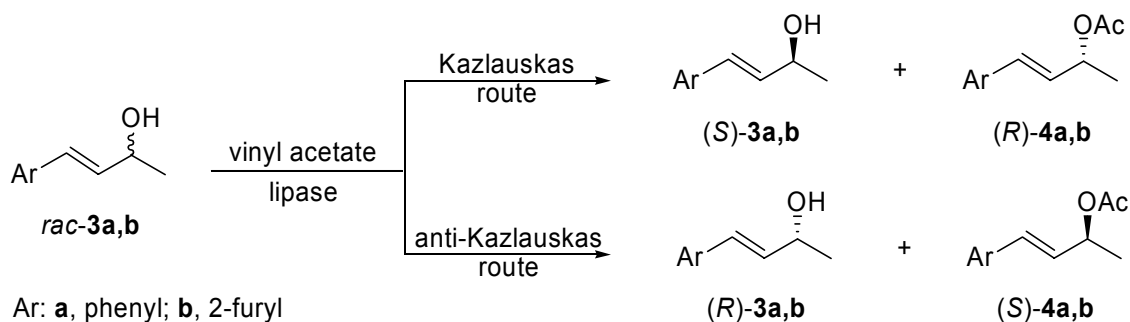 OH
Ar
rac-3a,b
vinyl acetate
lipase
Kazlauskas
route
OH
Ar
(S)-3a,b
+
OAc
Ar
(R)-4a,b
anti-Kazlauskas
route
OH
Ar
(R)-3a,b
+
OAc
Ar
(S)-4a,b
Ar: a, phenyl; b, 2-furyl